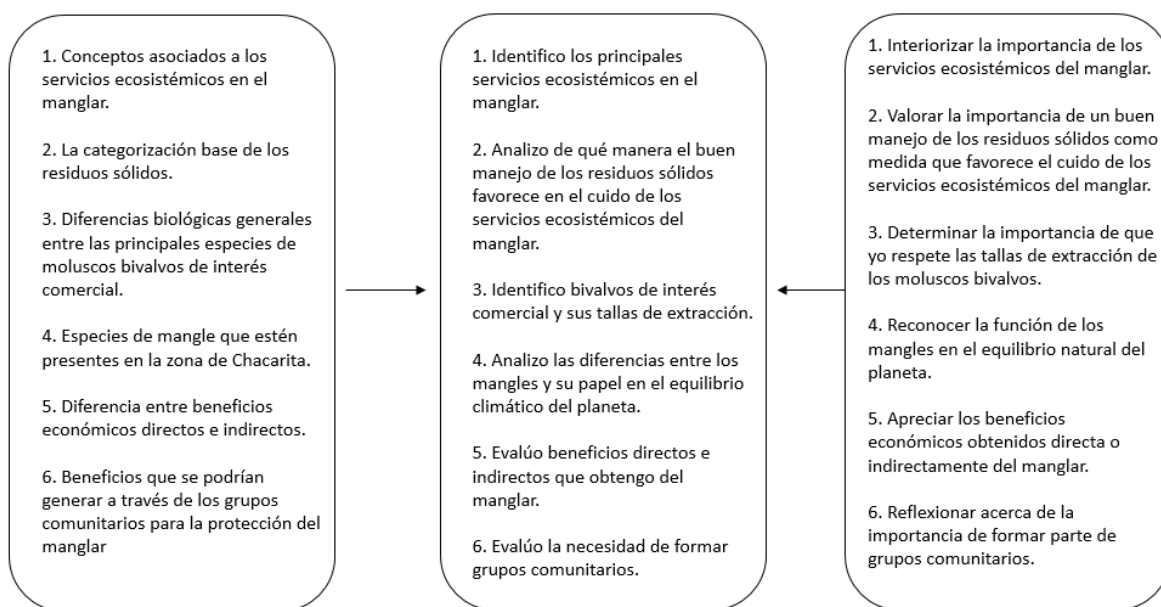 1. Conceptos asociados a los
servicios ecosistémicos en el
manglar.
2. La categorización base de los
residuos sólidos.
3. Diferencias biológicas generales
entre las principales especies de
moluscos bivalvos de interés
comercial.
4. Especies de mangle que estén
presentes en la zona de Chacarita.
5. Diferencia entre beneficios
económicos directos e indirectos.
6. Beneficios que se podrían
generar a través de los grupos
comunitarios para la protección del
manglar
1. Identifico los principales
servicios ecosistémicos en el
manglar.
2. Analizo de qué manera el buen
manejo de los residuos sólidos
favorece en el cuido de los
servicios ecosistémicos del
manglar.
3. Identifico bivalvos de interés
comercial y sus tallas de extracción.
4. Analizo las diferencias entre los
mangles y su papel en el equilibrio
climático del planeta.
5. Evalúo beneficios directos e
indirectos que obtengo del
manglar.
6. Evalúo la necesidad de formar
grupos comunitarios.
1. Interiorizar la importancia de los
servicios ecosistémicos del manglar.
2. Valorar la importancia de un buen
manejo de los residuos sólidos como
medida que favorece el cuido de los
servicios ecosistémicos del manglar.
3. Determinar la importancia de que
yo respete las tallas de extracción de
los moluscos bivalvos.
4. Reconocer la función de los
mangles en el equilibrio natural del
planeta.
5. Apreciar los beneficios
económicos obtenidos directa o
indirectamente del manglar.
6. Reflexionar acerca de la
importancia de formar parte de
grupos comunitarios.